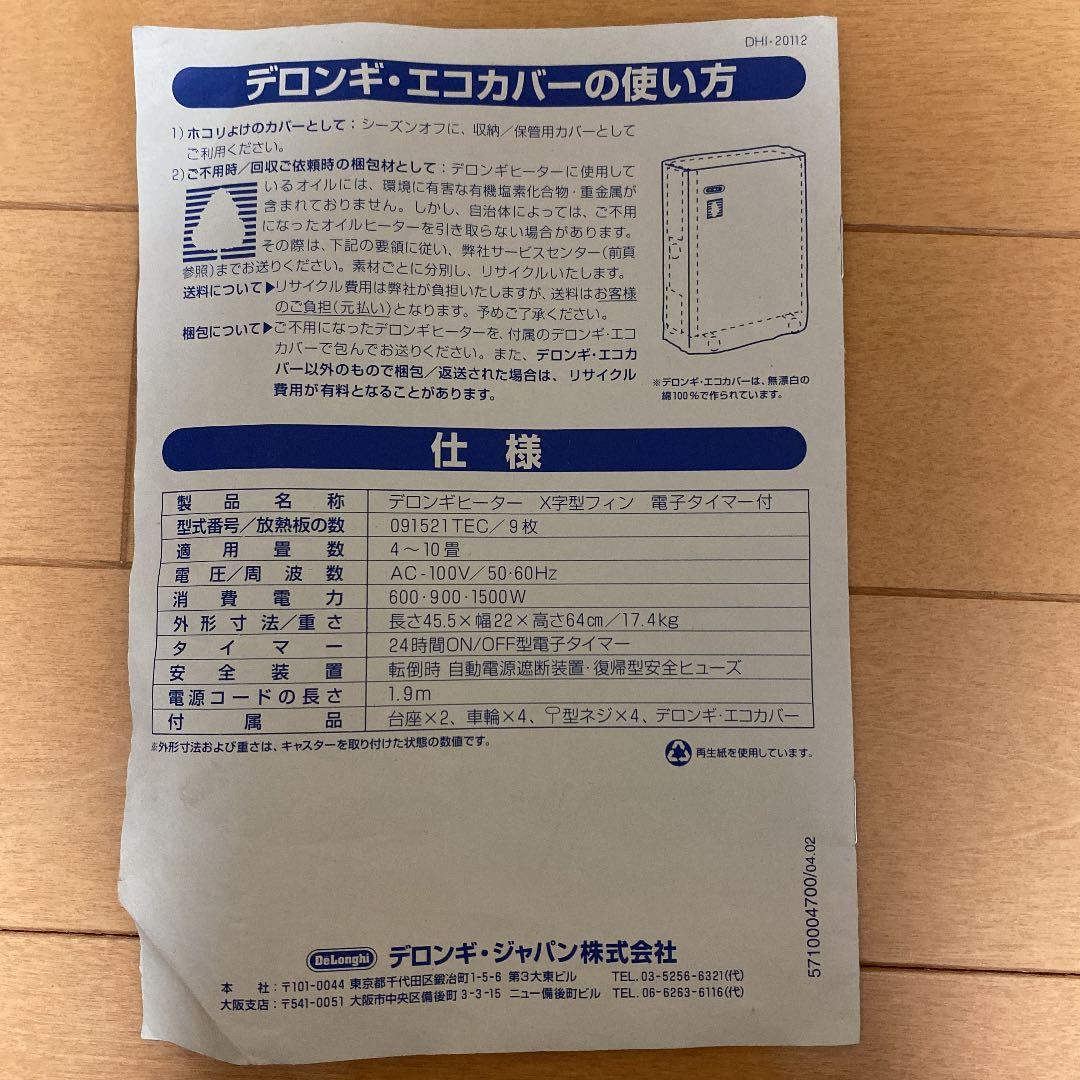 DHI・20112
デロンギ・エコカバーの使い方
1)ホコリよけのカバーとして：シーズンオフに、収納／保管用カバーとして
ご利用ください。
2)ご不用時／回収ご依頼時の梱包材として：デロンギヒーターに使用して
いるオイルには、環境に有害な有機塩素化合物・重金属が
含まれておりません。しかし、自治体によっては、ご不用
になったオイルヒーターを引き取らない場合があります。
その際は、下記の要領に従い、弊社サービスセンター(前頁
参照)までお送りください。素材ごとに分別し、リサイクルいたします。
送料について▶リサイクル費用は弊社が負担いたしますが、送料はお客様
のご負担(元払い)となります。予めご了承ください。
梱包について▶ご不用になったデロンギヒーターを、付属のデロンギ・エコ
カバーで包んでお送りください。また、デロンギ・エコカ
バー以外のもので梱包／返送された場合は、リサイクル
費用が有料となることがあります。
※デロンギ・エコカバーは、無漂白の
綿100％で作られています。
仕様
製品名称 デロンギヒーター X字型フィン 電子タイマー付
型式番号／放熱板の数 091521TEC／9枚
適用畳数 4～10畳
電圧／周波数 AC-100V／50・60Hz
消費電力 600・900・1500W
外形寸法／重さ 長さ45.5×幅22×高さ64㎝／17.4kg
タイマー 24時間ON/OFF型電子タイマー
安全装置 転倒時 自動電源遮断装置・復帰型安全ヒューズ
電源コードの長さ 1.9m
付属品 台座×2、車輪×4、型ネジ×4、デロンギ・エコカバー
※外形寸法および重さは、キャスターを取り付けた状態の数値です。
再生紙を使用しています。
5710004700/04.02
DeLonghi デロンギ・ジャパン株式会社
本社：〒101-0044 東京都千代田区鍛冶町1-5-6 第3大東ビル TEL. 03-5256-6321(代)
大阪支店：〒541-0051 大阪市中央区備後町3-3-15 ニュー備後町ビル TEL. 06-6263-6116(代)